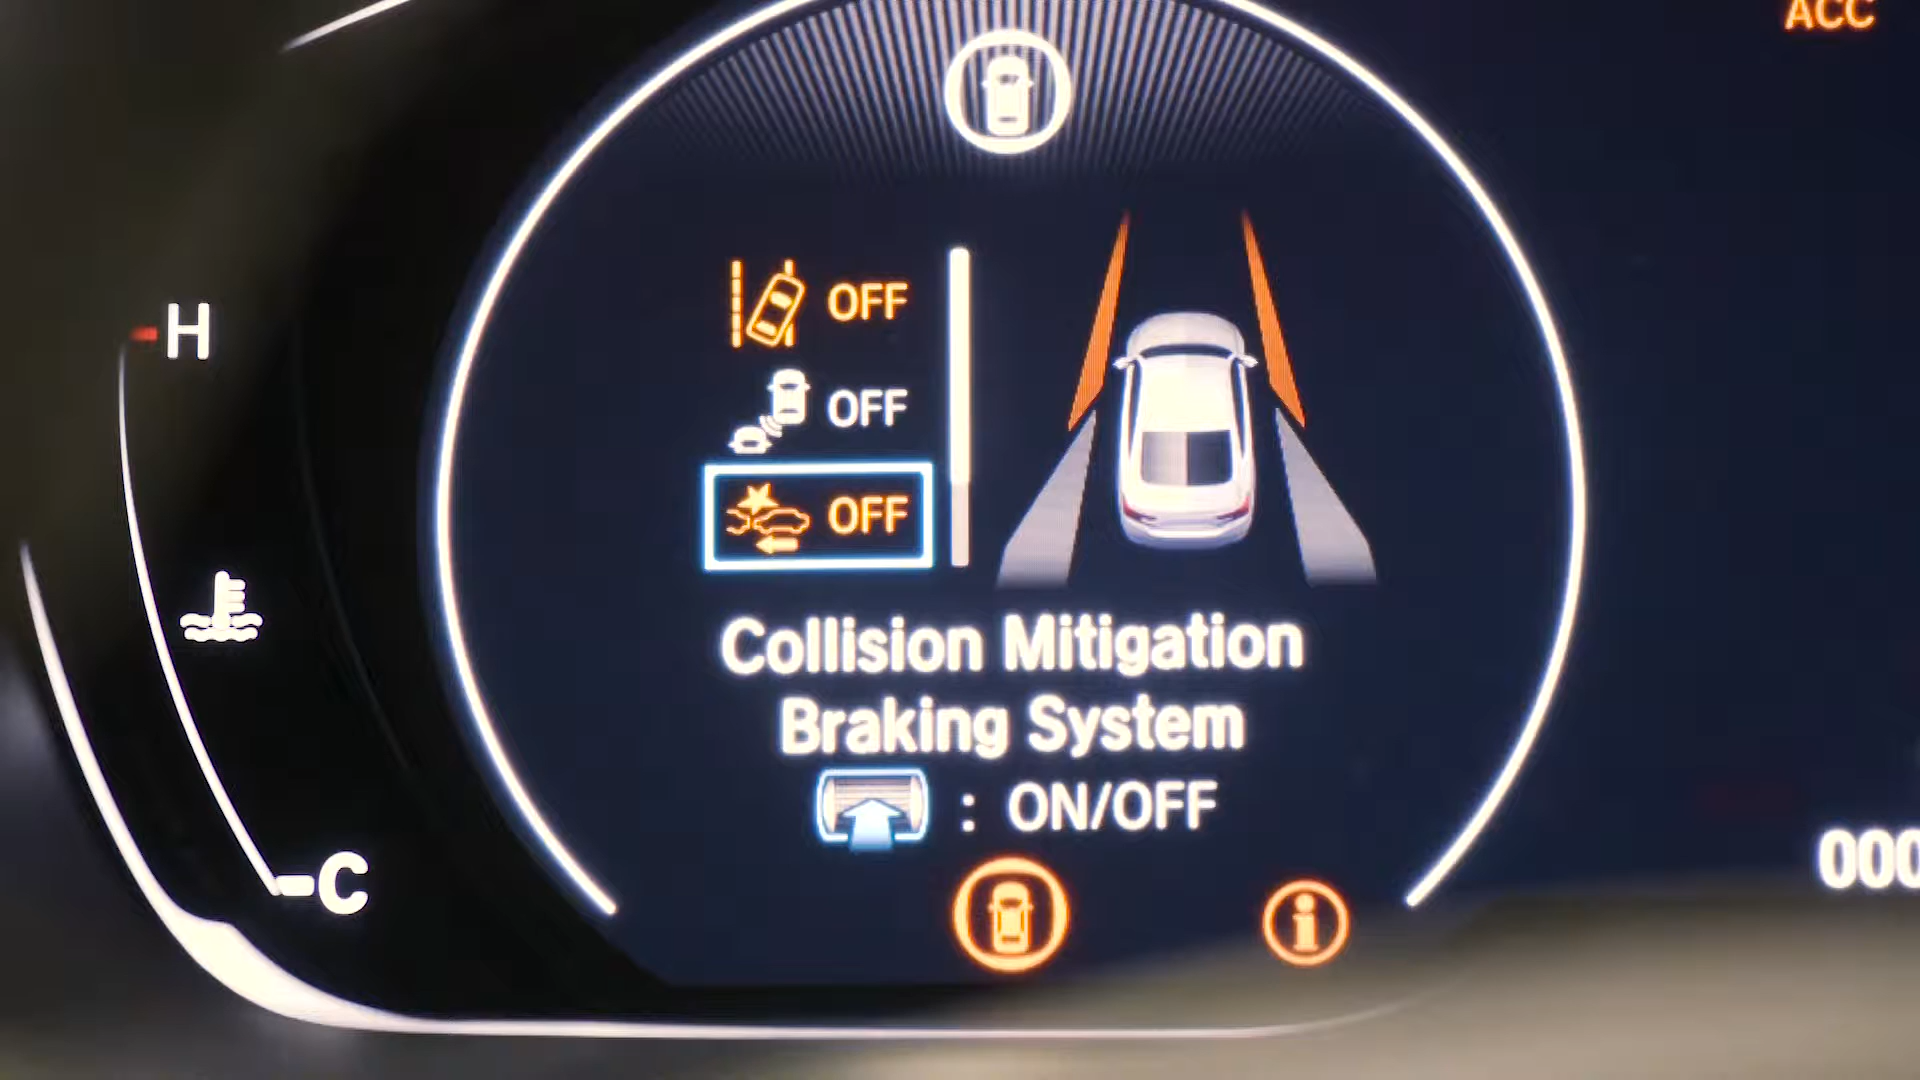 ACC
OFF
H
OFF
OFF
Collision Mitigation
Braking System
: ON/OFF
C
000